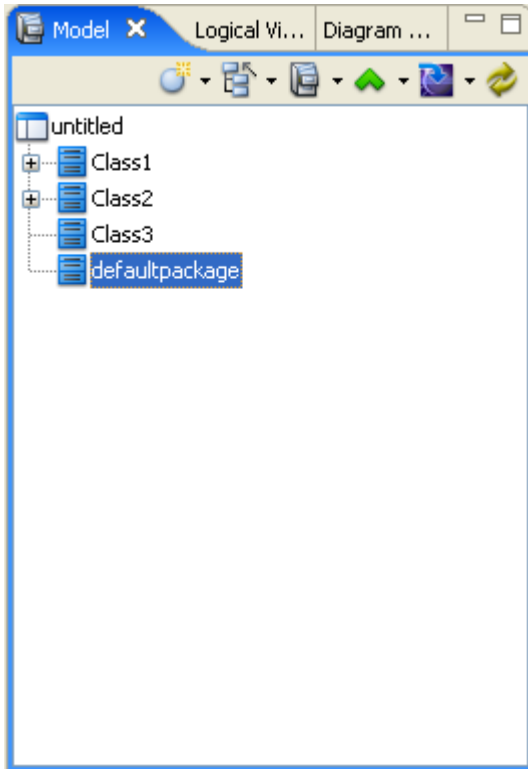 Model Logical Vi... Diagram ...
untitled
Class1
Class2
Class3
defaultpackage